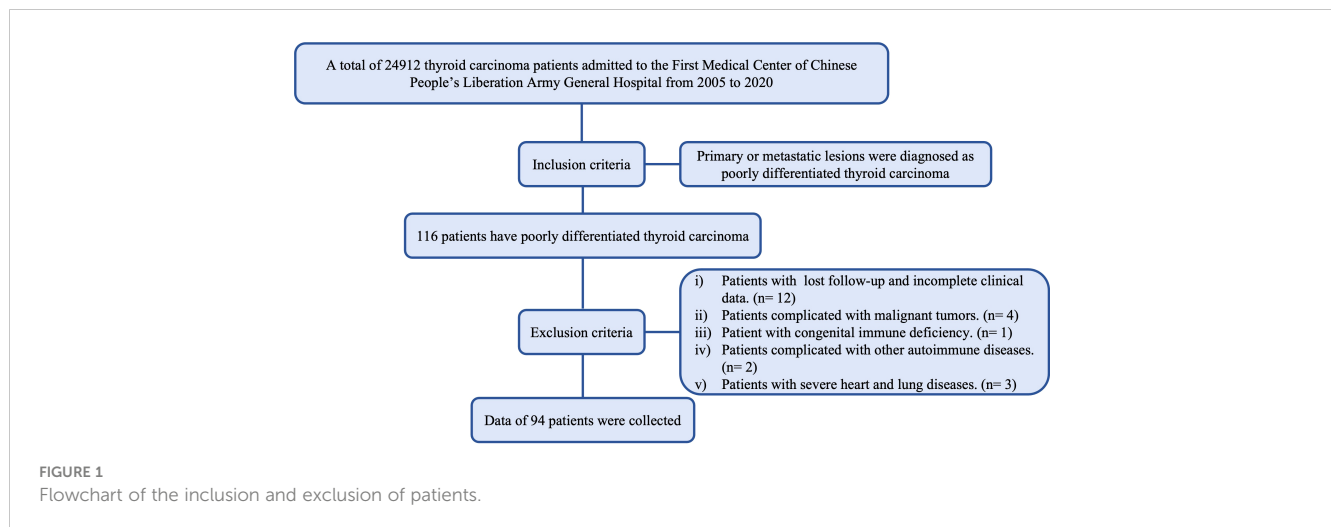 A total of 24912 thyroid carcinoma patients admitted to the First Medical Center of Chinese
People's Liberation Army General Hospital from 2005 to 2020
Inclusion criteria
Primary or metastatic lesions were diagnosed as
poorly differentiated thyroid carcinoma
116 patients have poorly differentiated thyroid carcinoma
Exclusion criteria
i) Patients with lost follow-up and incomplete clinical
data. (n= 12)
ii) Patients complicated with malignant tumors. (n= 4)
iii) Patient with congenital immune deficiency. (n= 1)
iv) Patients complicated with other autoimmune diseases.
(n= 2)
v) Patients with severe heart and lung diseases. (n= 3)
Data of 94 patients were collected
FIGURE 1
Flowchart of the inclusion and exclusion of patients.